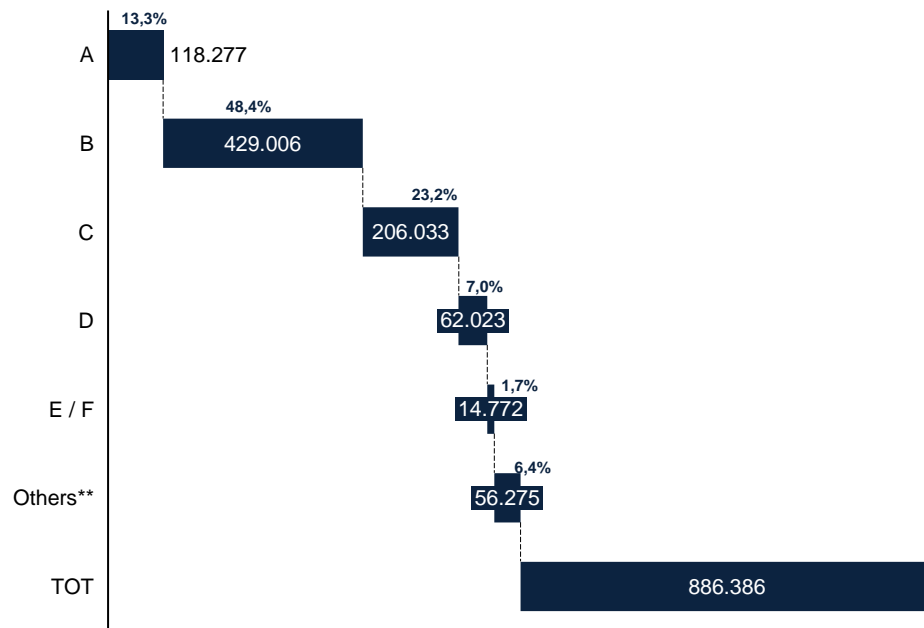 13,3%
A 118.277
48,4%
B 429.006
23,2%
C 206.033
7,0%
D 62.023
1,7%
E / F 14.772
6,4%
Others** 56.275
TOT 886.386